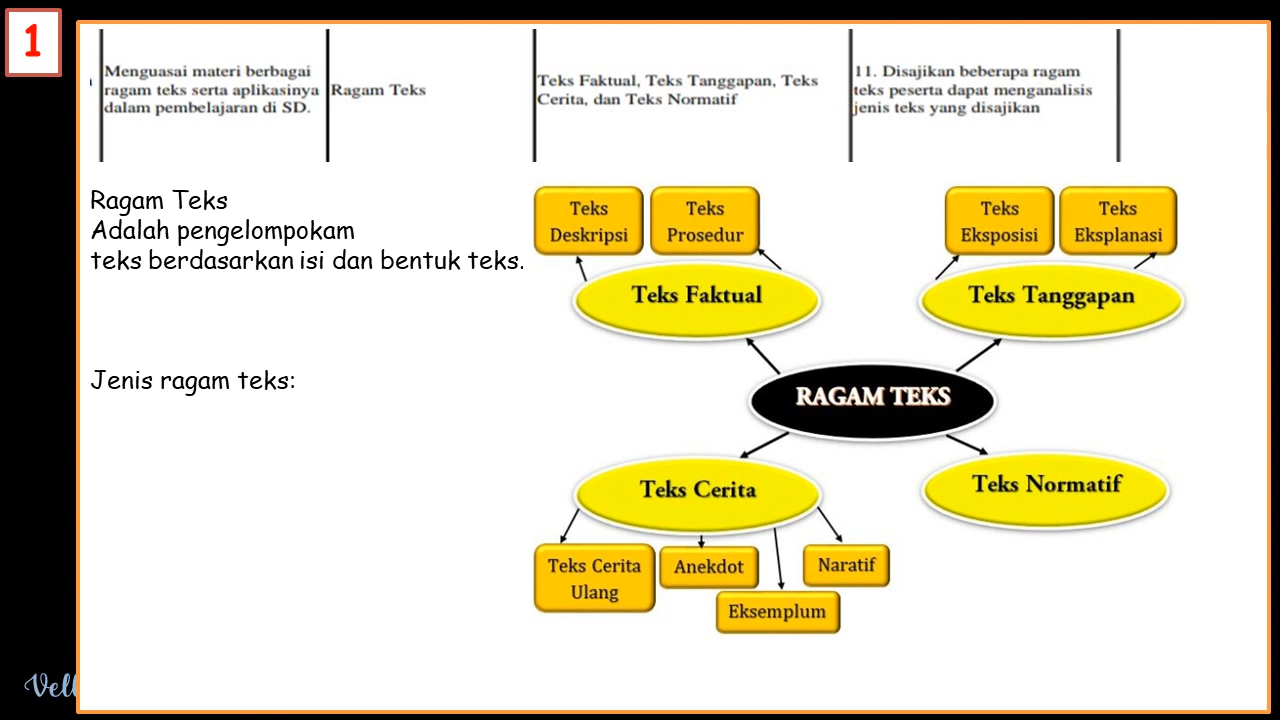 1
Menguasai materi berbagai
ragam teks serta aplikasinya
dalam pembelajaran di SD.
Ragam Teks
Teks Faktual, Teks Tanggapan, Teks
Cerita, dan Teks Normatif
11. Disajikan beberapa ragam
teks peserta dapat menganalisis
jenis teks yang disajikan
Ragam Teks
Adalah pengelompokam
teks berdasarkan isi dan bentuk teks.
Jenis ragam teks:
Teks
Deskripsi
Teks
Prosedur
Teks
Eksposisi
Teks
Eksplanasi
Teks Faktual
Teks Tanggapan
RAGAM TEKS
Teks Cerita
Teks Normatif
Teks Cerita
Ulang
Anekdot
Naratif
Eksemplum